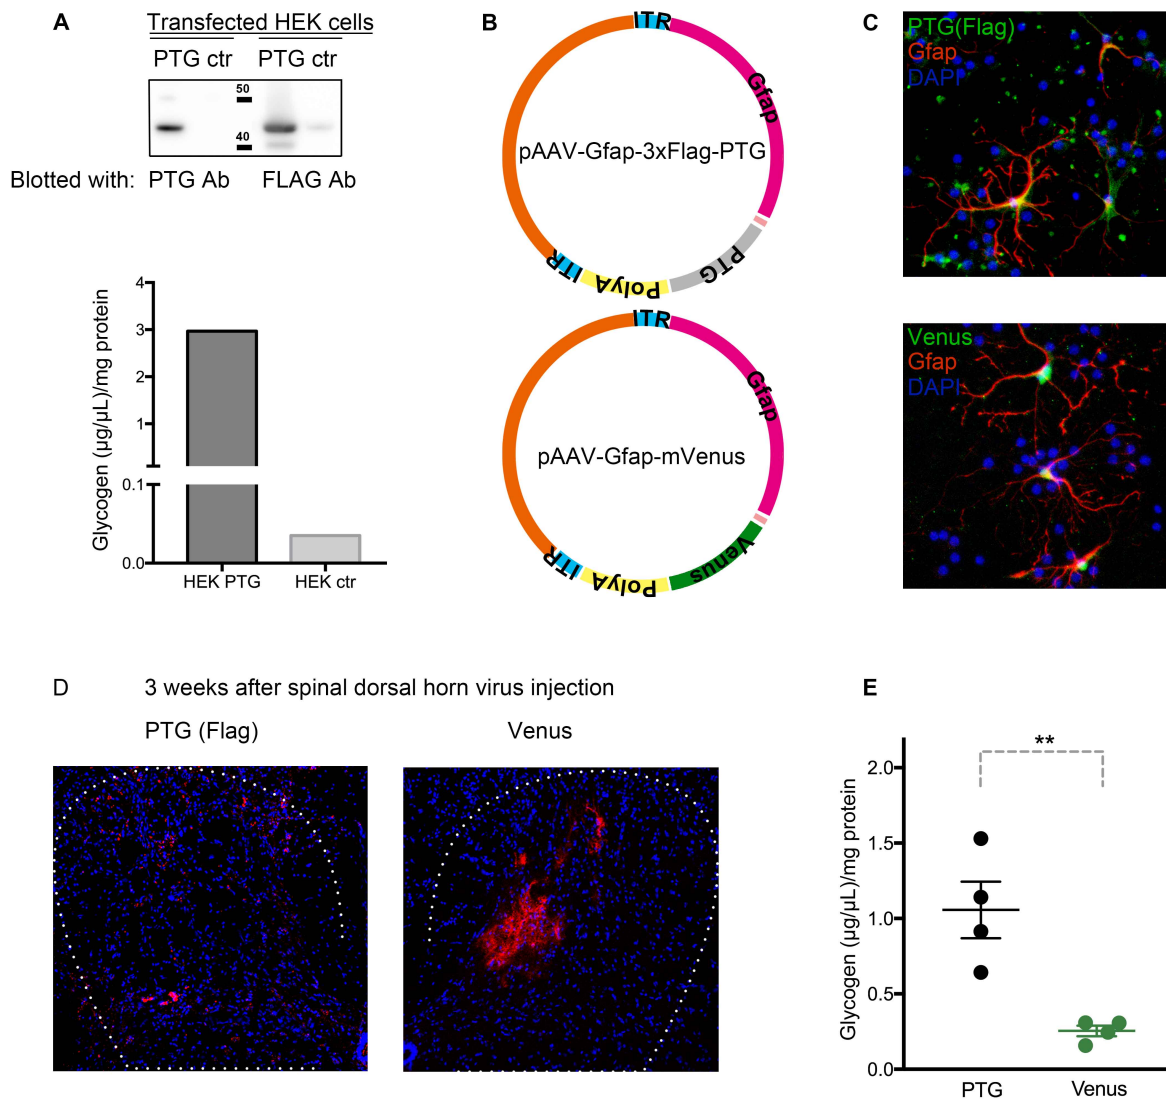 A
Transfected HEK cells
PTG ctr PTG ctr
50
40
Blotted with: PTG Ab FLAG Ab
4
3
2
1
0.1
0.0
Glycogen (µg/µL)/mg protein
HEK PTG HEK ctr
B
ITR
Gfap
pAAV-Gfap-3xFlag-PTG
PTG
PolyA
ITR
ITR
Gfap
pAAV-Gfap-mVenus
Venus
PolyA
ITR
C
PTG(Flag)
Gfap
DAPI
Venus
Gfap
DAPI
D 3 weeks after spinal dorsal horn virus injection
PTG (Flag) Venus
E
**
2.0
1.5
1.0
0.5
0.0
Glycogen (µg/µL)/mg protein
PTG Venus